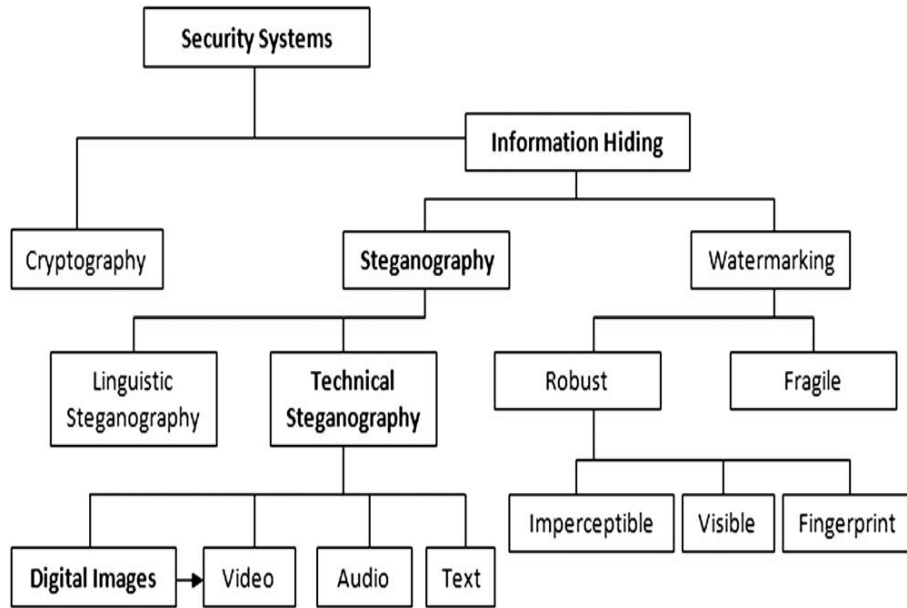 Security Systems
Information Hiding
Cryptography
Steganography
Watermarking
Linguistic
Steganography
Technical
Steganography
Robust
Fragile
Imperceptible
Visible
Fingerprint
Digital Images
Video
Audio
Text